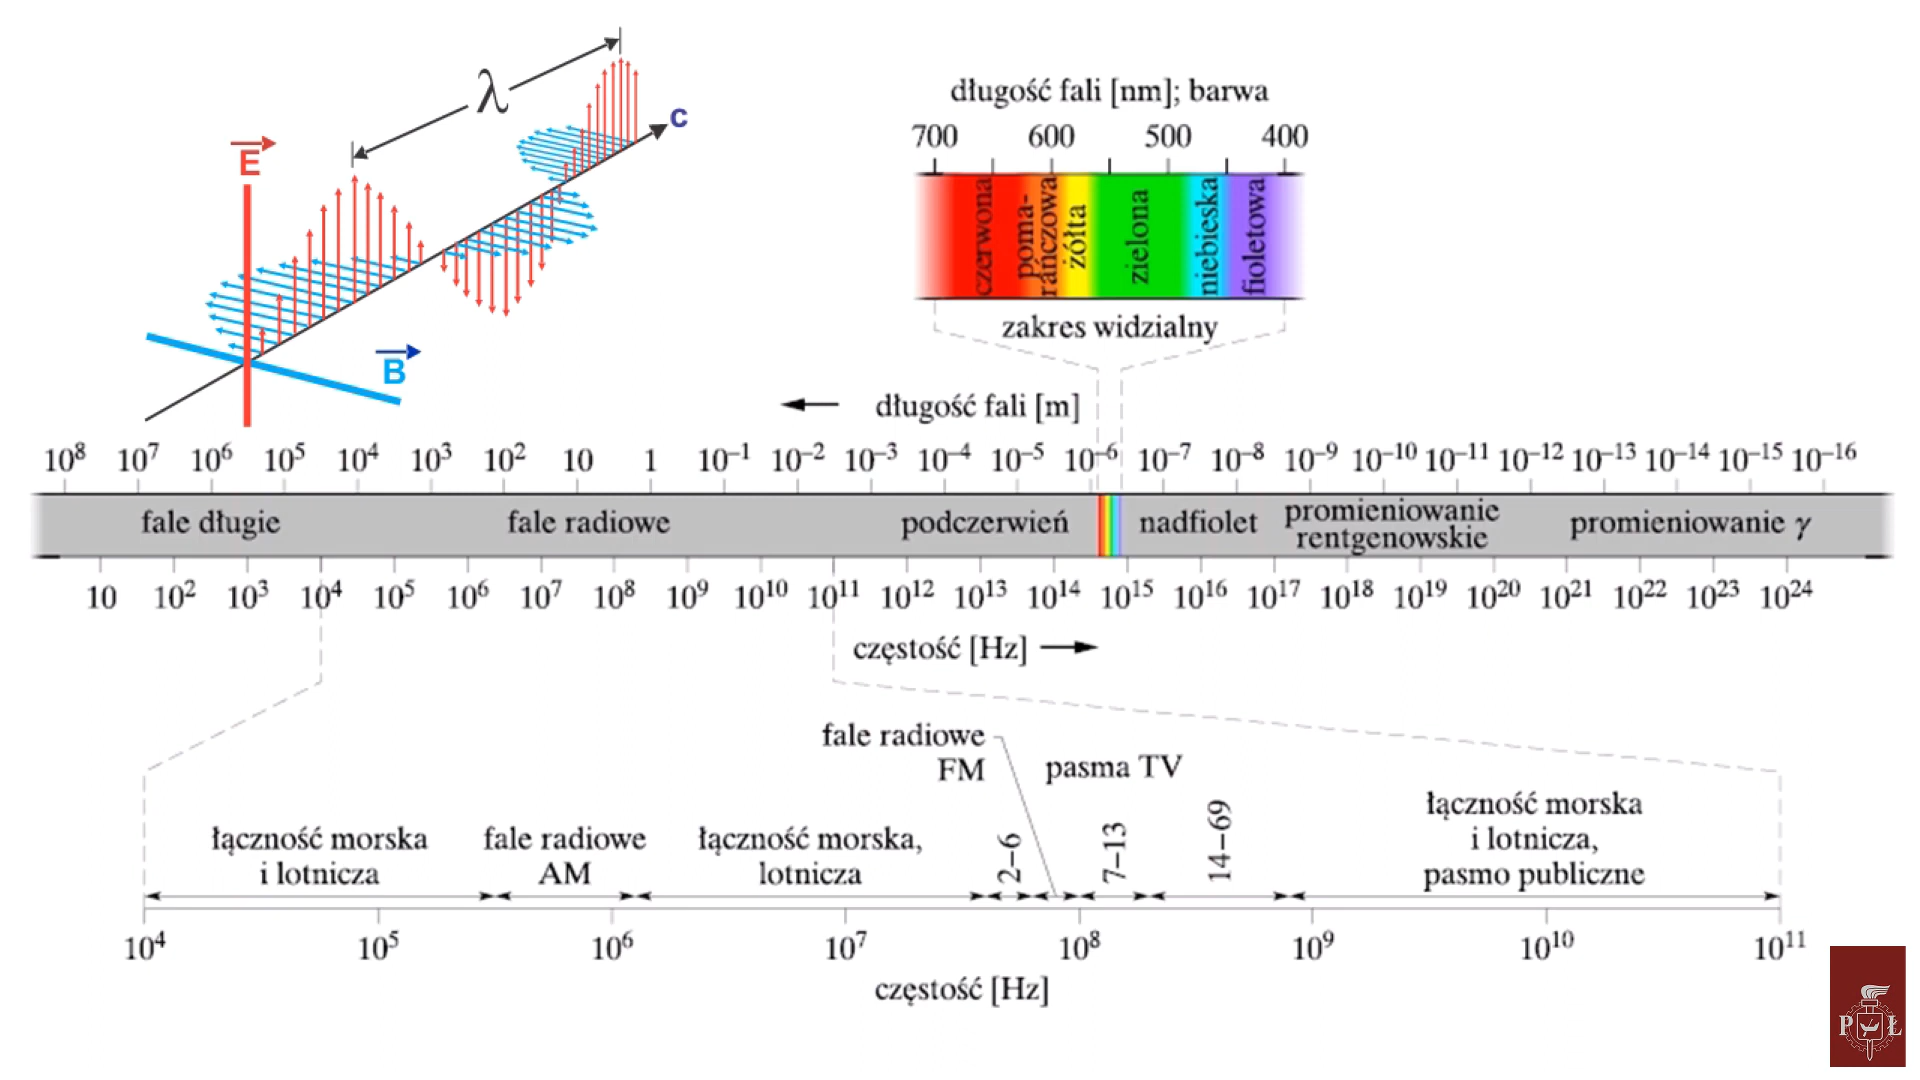 λ
c
E
B
długość fali [nm]; barwa
700 600 500 400
czerwona
poma-
rańczowa
żółta
zielona
niebieska
fioletowa
zakres widzialny
długość fali [m]
10⁸ 10⁷ 10⁶ 10⁵ 10⁴ 10³ 10² 10 1 10⁻¹ 10⁻² 10⁻³ 10⁻⁴ 10⁻⁵ 10⁻⁶ 10⁻⁷ 10⁻⁸ 10⁻⁹ 10⁻¹⁰ 10⁻¹¹ 10⁻¹² 10⁻¹³ 10⁻¹⁴ 10⁻¹⁵ 10⁻¹⁶
fale długie
fale radiowe
podczerwień
nadfiolet
promieniowanie
rentgenowskie
promieniowanie γ
10 10² 10³ 10⁴ 10⁵ 10⁶ 10⁷ 10⁸ 10⁹ 10¹⁰ 10¹¹ 10¹² 10¹³ 10¹⁴ 10¹⁵ 10¹⁶ 10¹⁷ 10¹⁸ 10¹⁹ 10²⁰ 10²¹ 10²² 10²³ 10²⁴
częstość [Hz]
łączność morska
i lotnicza
fale radiowe
AM
łączność morska,
lotnicza
fale radiowe
FM
pasma TV
2–6
7–13
14–69
łączność morska
i lotnicza,
pasmo publiczne
10⁴ 10⁵ 10⁶ 10⁷ 10⁸ 10⁹ 10¹⁰ 10¹¹
częstość [Hz]
P Ł